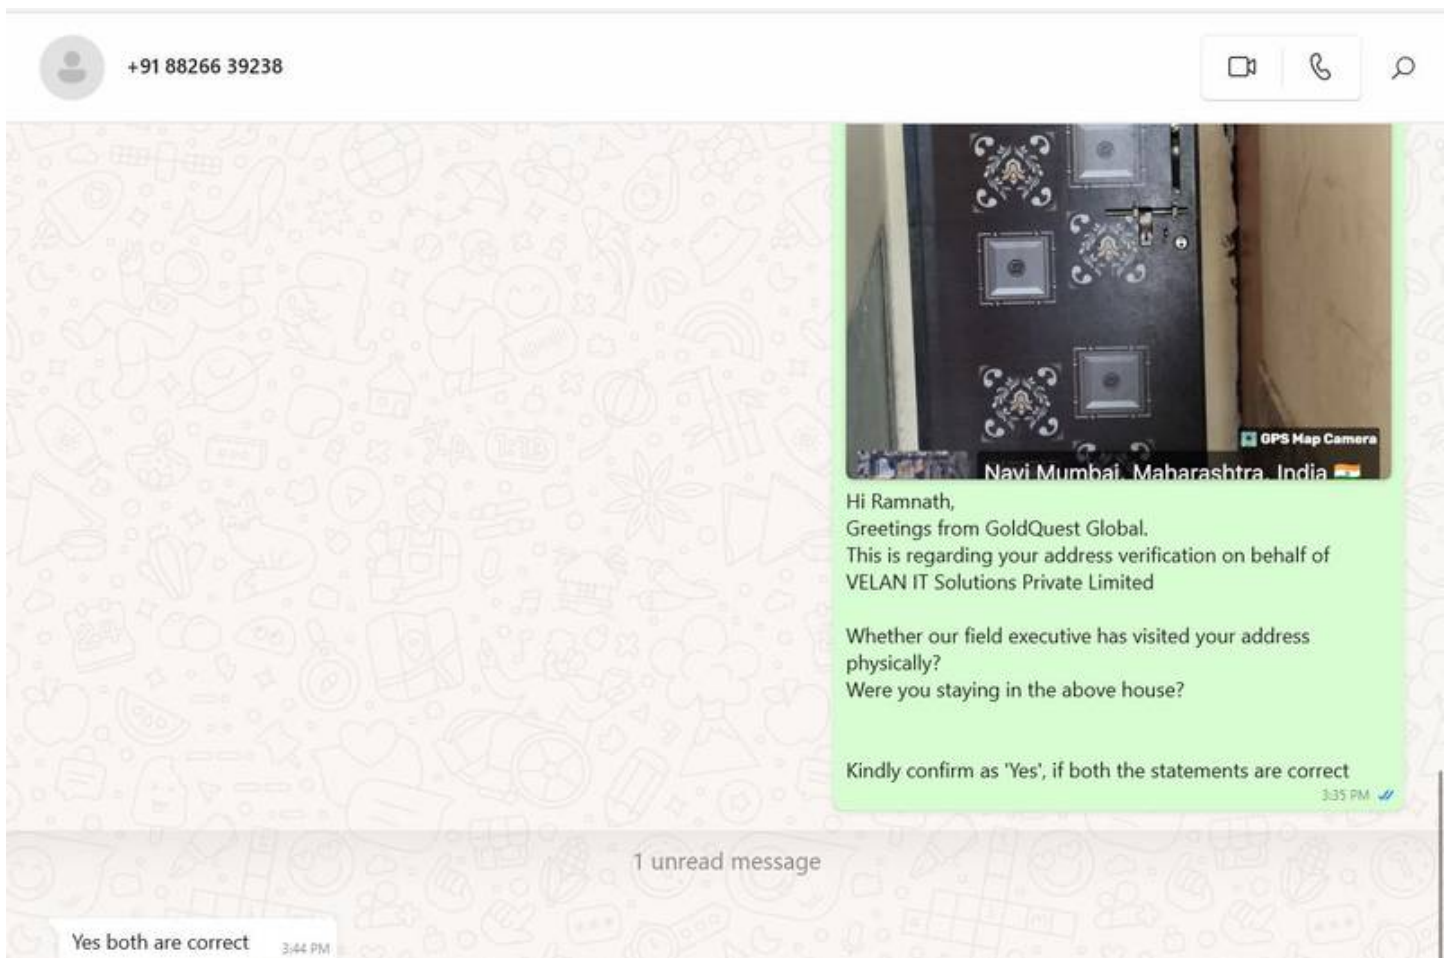 +91 88266 39238
GPS Map Camera
Navi Mumbai, Maharashtra, India
Hi Ramnath,
Greetings from GoldQuest Global.
This is regarding your address verification on behalf of
VELAN IT Solutions Private Limited
Whether our field executive has visited your address
physically?
Were you staying in the above house?
Kindly confirm as 'Yes', if both the statements are correct
3:35 PM
1 unread message
Yes both are correct
3:44 PM